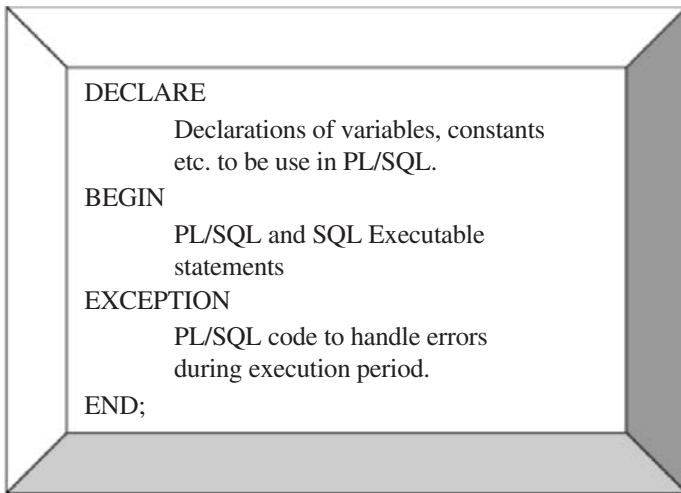 DECLARE
Declarations of variables, constants
etc. to be use in PL/SQL.
BEGIN
PL/SQL and SQL Executable
statements
EXCEPTION
PL/SQL code to handle errors
during execution period.
END;